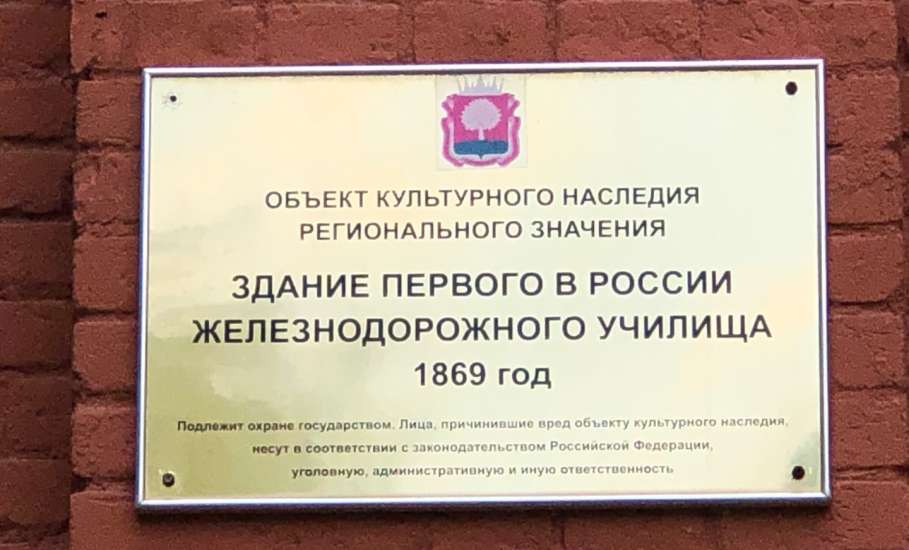 ОБЪЕКТ КУЛЬТУРНОГО НАСЛЕДИЯ
РЕГИОНАЛЬНОГО ЗНАЧЕНИЯ
ЗДАНИЕ ПЕРВОГО В РОССИИ
ЖЕЛЕЗНОДОРОЖНОГО УЧИЛИЩА
1869 год
Подлежит охране государством. Лица, причинившие вред объекту культурного наследия,
несут в соответствии с законодательством Российской Федерации,
уголовную, административную и иную ответственность